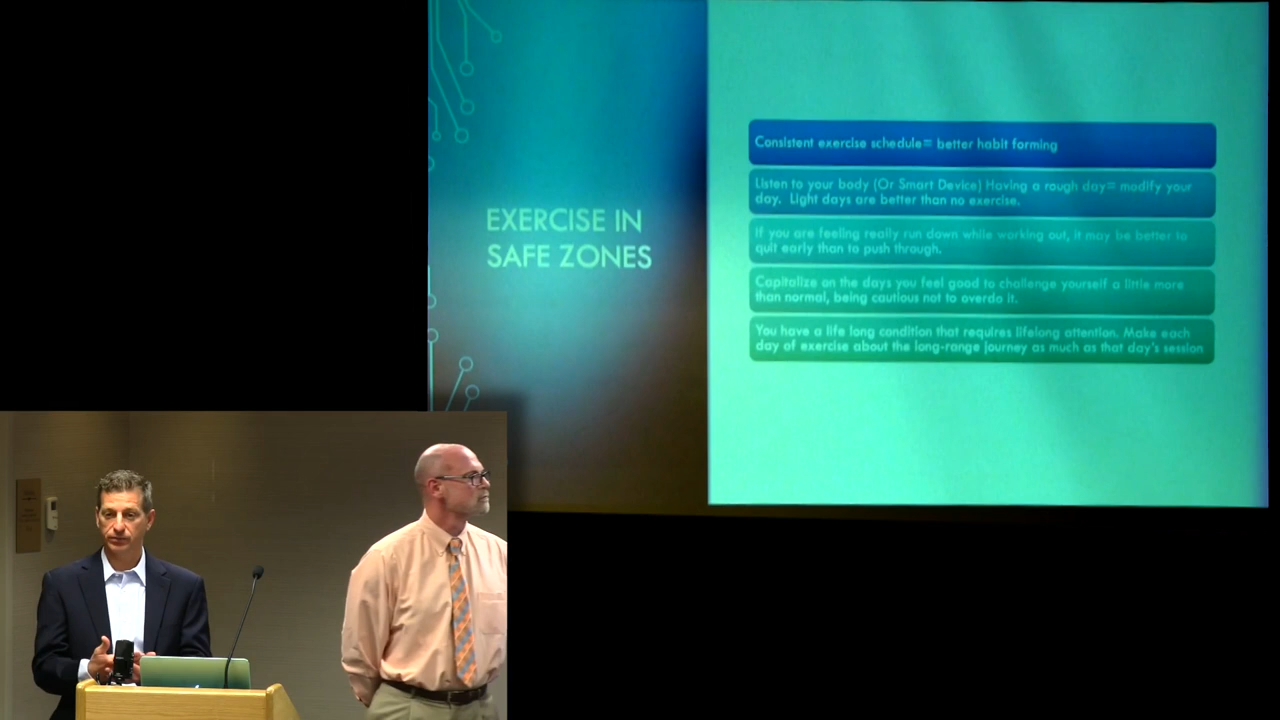 EXERCISE IN
SAFE ZONES
Consistent exercise schedule= better habit forming
Listen to your body (Or Smart Device) Having a rough day= modify your
day. Light days are better than no exercise.
If you are feeling really run down while working out, it may be better to
quit early than to push through.
Capitalize on the days you feel good to challenge yourself a little more
than normal, being cautious not to overdo it.
You have a life long condition that requires lifelong attention. Make each
day of exercise about the long-range journey as much as that day's session